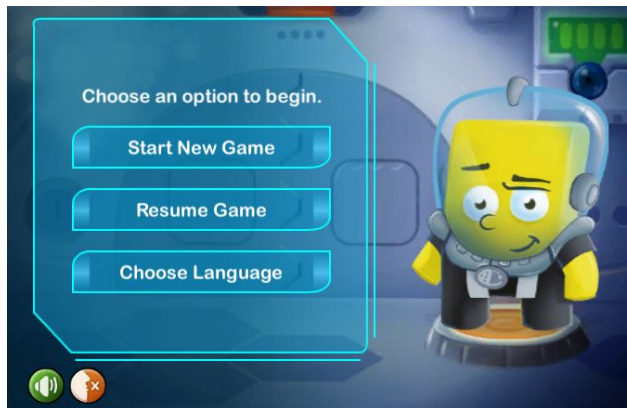 Choose an option to begin.
Start New Game
Resume Game
Choose Language